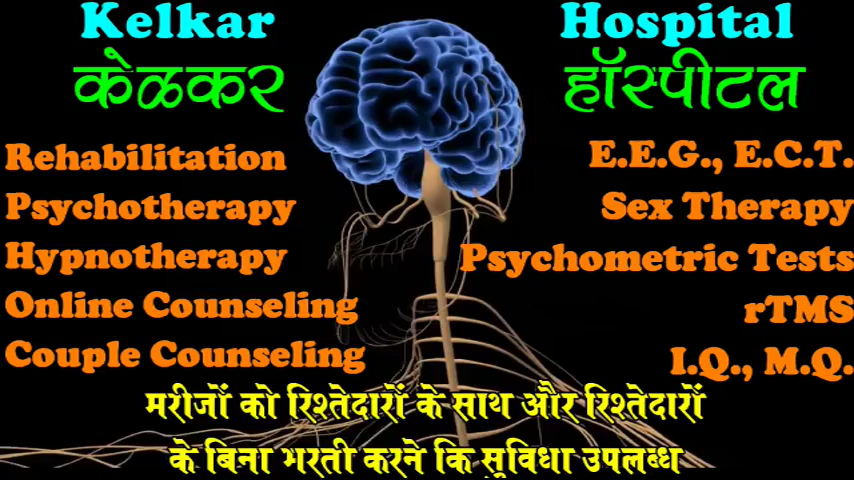 Kelkar Hospital
केळकर हॉस्पीटल
Rehabilitation
Psychotherapy
Hypnotherapy
Online Counseling
Couple Counseling
E.E.G., E.C.T.
Sex Therapy
Psychometric Tests
rTMS
I.Q., M.Q.
मरीजों को रिश्तेदारों के साथ और रिश्तेदारों
के बिना भरती करने कि सुविधा उपलब्ध